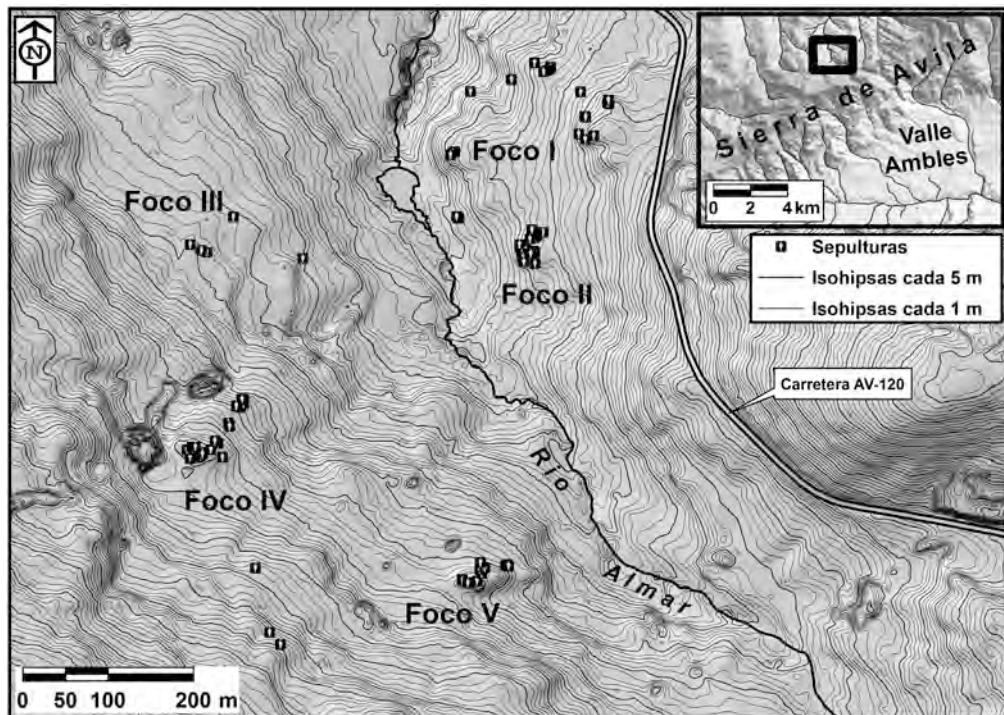 N
Sierra de Avila
Valle
Ambles
0 2 4 km
Foco I
Foco III
Sepulturas
Isohipsas cada 5 m
Isohipsas cada 1 m
Foco II
Carretera AV-120
Río Almar
Foco IV
Foco V
0 50 100 200 m